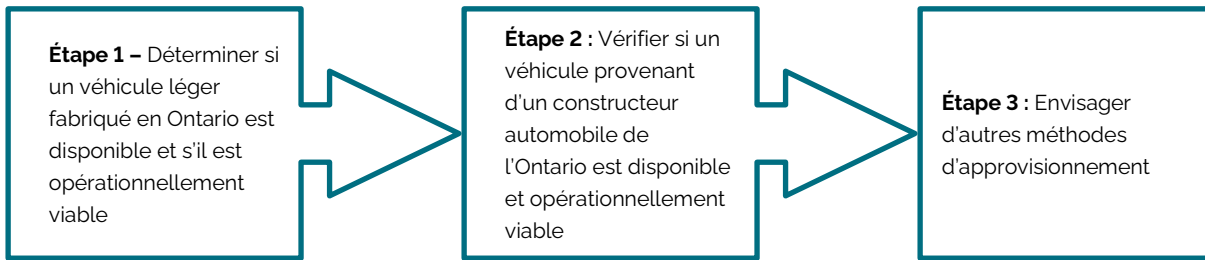 Étape 1 – Déterminer si
un véhicule léger
fabriqué en Ontario est
disponible et s’il est
opérationnellement
viable
Étape 2 : Vérifier si un
véhicule provenant
d’un constructeur
automobile de
l’Ontario est disponible
et opérationnellement
viable
Étape 3 : Envisager
d’autres méthodes
d’approvisionnement